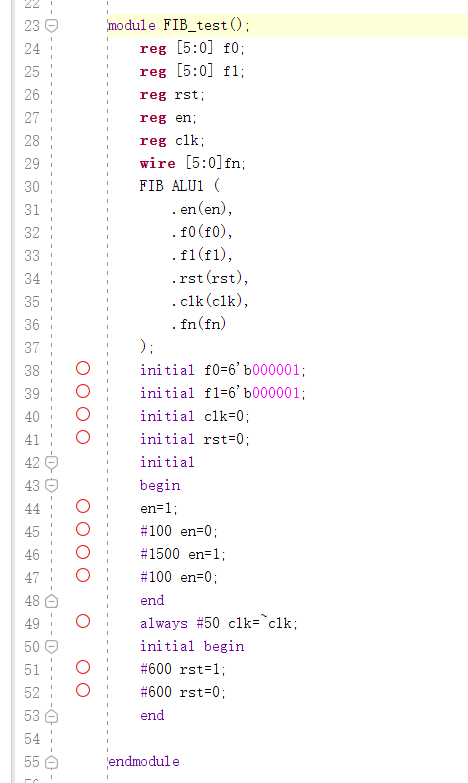 22
23 module FIB_test();
24 reg [5:0] f0;
25 reg [5:0] f1;
26 reg rst;
27 reg en;
28 reg clk;
29 wire [5:0]fn;
30 FIB ALU1 (
31 .en(en),
32 .f0(f0),
33 .f1(f1),
34 .rst(rst),
35 .clk(clk),
36 .fn(fn)
37 );
38 initial f0=6'b000001;
39 initial f1=6'b000001;
40 initial clk=0;
41 initial rst=0;
42 initial
43 begin
44 en=1;
45 #100 en=0;
46 #1500 en=1;
47 #100 en=0;
48 end
49 always #50 clk=~clk;
50 initial begin
51 #600 rst=1;
52 #600 rst=0;
53 end
54
55 endmodule